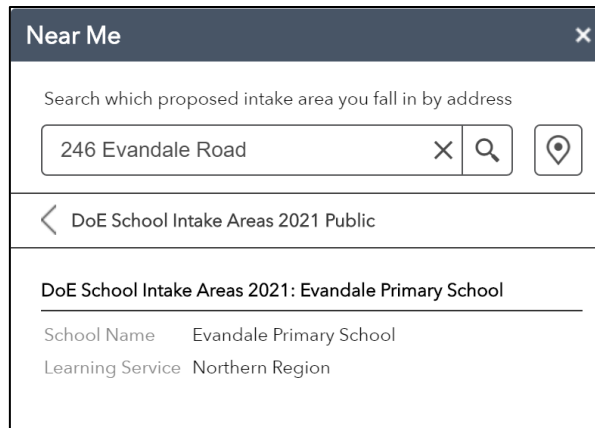 Near Me
Search which proposed intake area you fall in by address
246 Evandale Road
DoE School Intake Areas 2021 Public
DoE School Intake Areas 2021: Evandale Primary School
School Name Evandale Primary School
Learning Service Northern Region